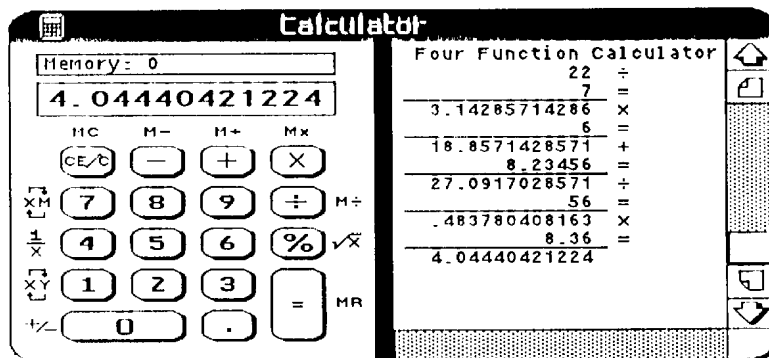 Calculator
Memory: 0
4.04440421224
MC M- M+ Mx
CE/C - + ×
XM 7 8 9 ÷ M÷
1/X 4 5 6 % √x
XY 1 2 3 = MR
+/- 0 .
Four Function Calculator
22 ÷
7 =
3.14285714286 ×
6 =
18.8571428571 +
8.23456 =
27.0917028571 ÷
56 =
.483780408163 ×
8.36 =
4.04440421224